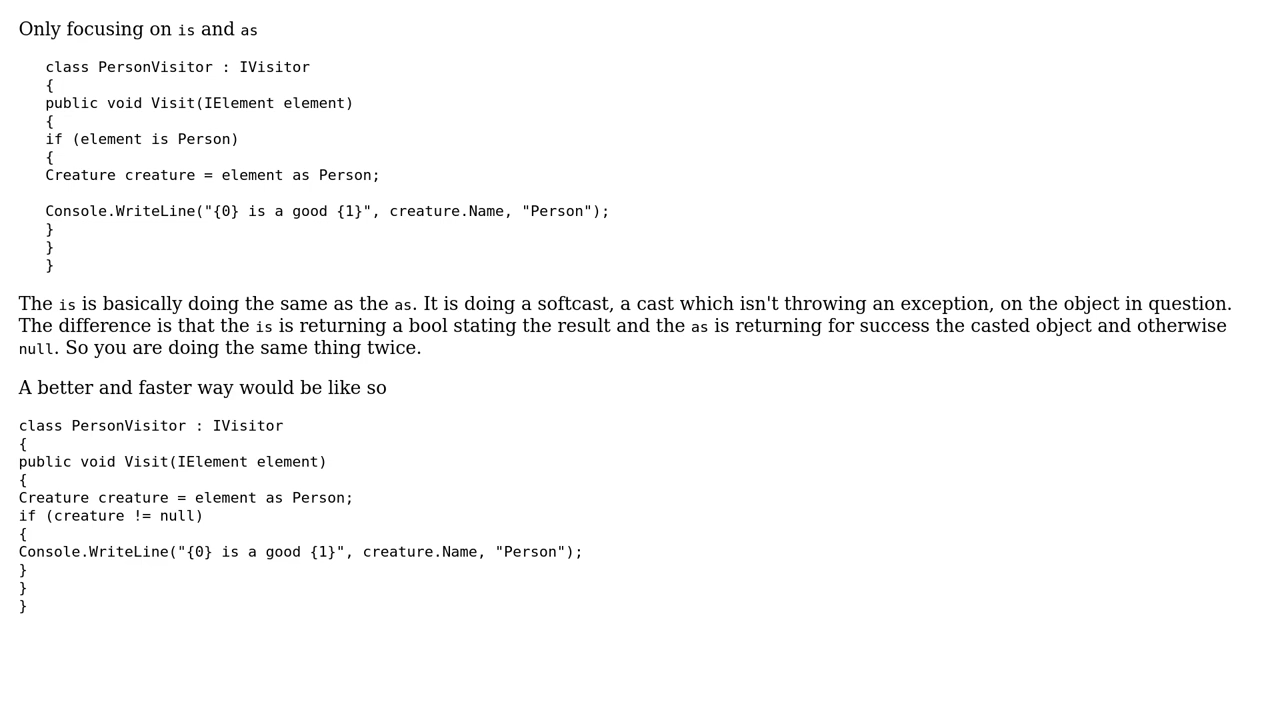 Only focusing on is and as
class PersonVisitor : IVisitor
{
public void Visit(IElement element)
{
if (element is Person)
{
Creature creature = element as Person;
Console.WriteLine("{0} is a good {1}", creature.Name, "Person");
}
}
}
The is is basically doing the same as the as. It is doing a softcast, a cast which isn't throwing an exception, on the object in question.
The difference is that the is is returning a bool stating the result and the as is returning for success the casted object and otherwise
null. So you are doing the same thing twice.
A better and faster way would be like so
class PersonVisitor : IVisitor
{
public void Visit(IElement element)
{
Creature creature = element as Person;
if (creature != null)
{
Console.WriteLine("{0} is a good {1}", creature.Name, "Person");
}
}
}